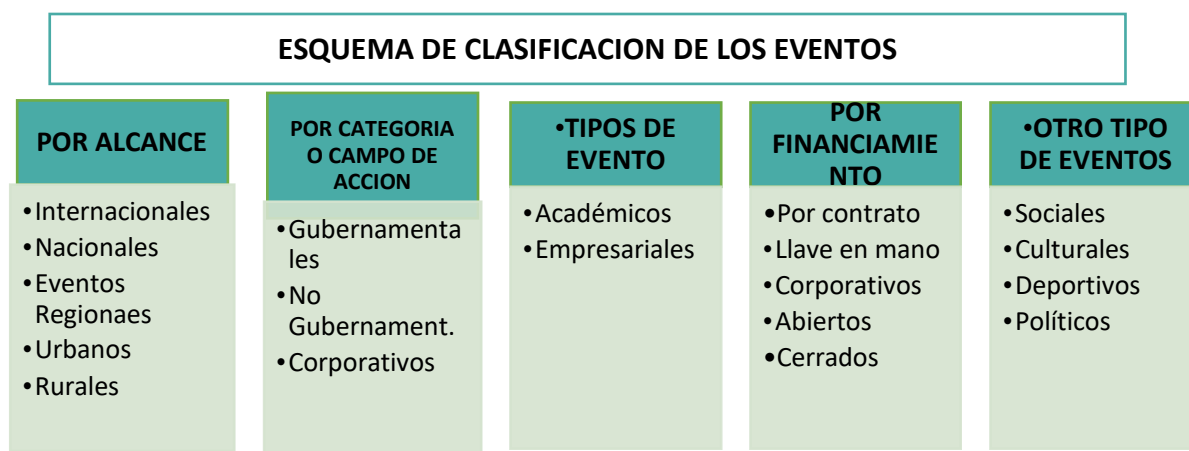 ESQUEMA DE CLASIFICACION DE LOS EVENTOS
POR ALCANCE
•Internacionales
•Nacionales
•Eventos
Regionaes
•Urbanos
•Rurales
POR CATEGORIA
O CAMPO DE
ACCION
•Gubernamenta
les
•No
Gubernament.
•Corporativos
•TIPOS DE
EVENTO
•Académicos
•Empresariales
POR
FINANCIAMIE
NTO
•Por contrato
•Llave en mano
•Corporativos
•Abiertos
•Cerrados
•OTRO TIPO
DE EVENTOS
•Sociales
•Culturales
•Deportivos
•Políticos